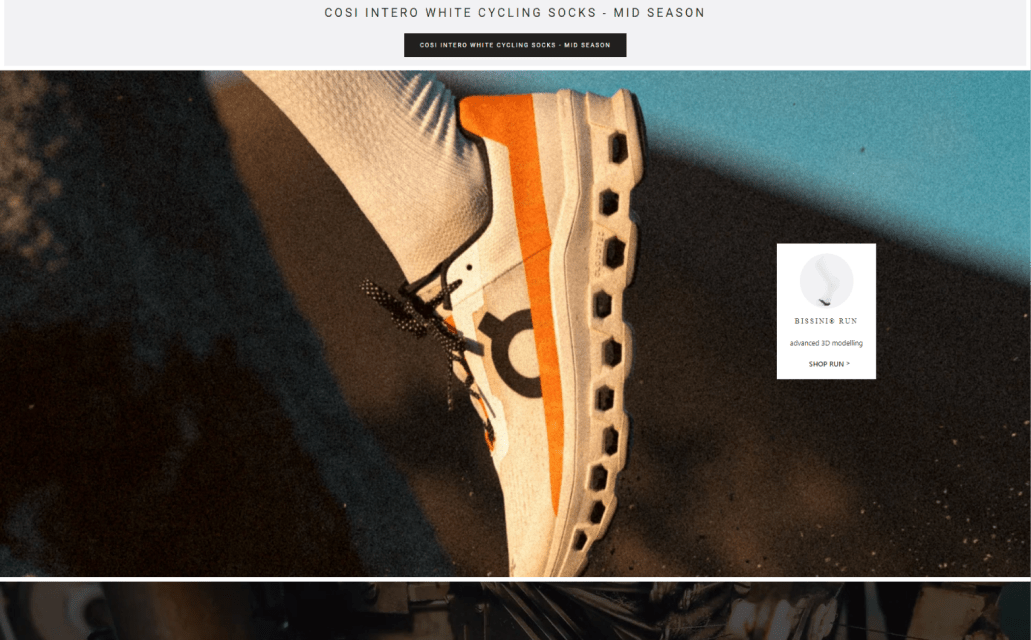 COSI INTERO WHITE CYCLING SOCKS - MID SEASON
COSI INTERO WHITE CYCLING SOCKS - MID SEASON
BISSINI® RUN
advanced 3D modelling
SHOP RUN >